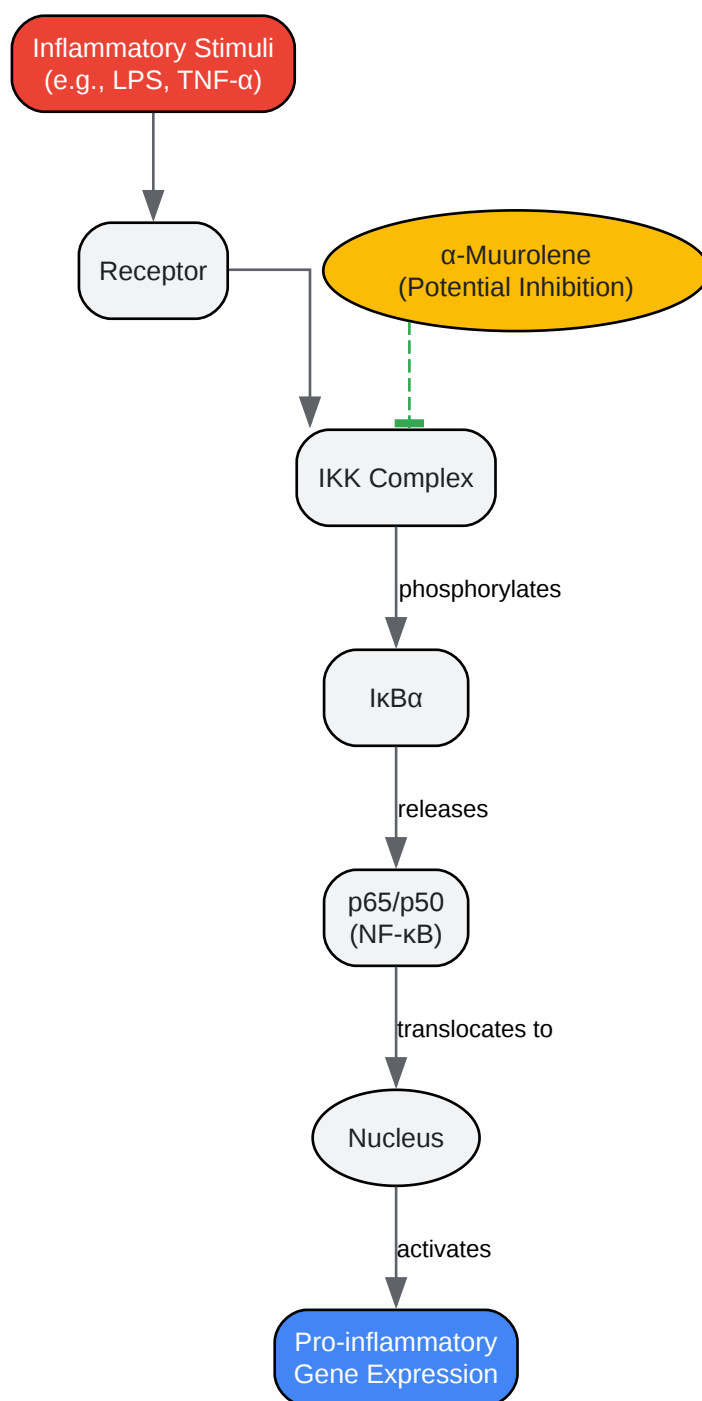 Inflammatory Stimuli
(e.g., LPS, TNF-α)
Receptor
α-Muurolene
(Potential Inhibition)
IKK Complex
phosphorylates
IκBα
releases
p65/p50
(NF-κB)
translocates to
Nucleus
activates
Pro-inflammatory
Gene Expression